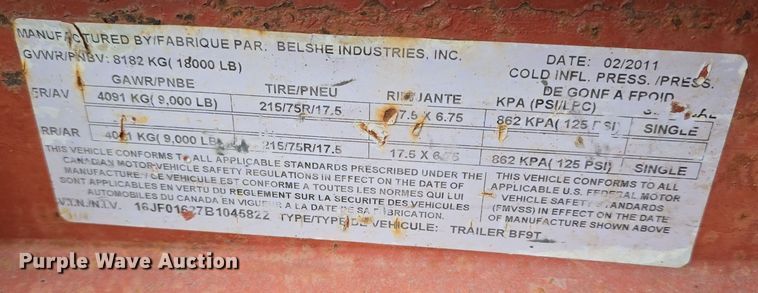 MANUFACTURED BY/FABRIQUE PAR. BELSHE INDUSTRIES, INC.
GVWR/PNBV: 8182 KG( 18000 LB) DATE: 02/2011
GAWR/PNBE TIRE/PNEU COLD INFL. PRESS. /PRESS. DE GONF A FROID
KPA (PSI/LPC)
FR/AV 4091 KG( 9,000 LB) 215/75R/17.5 17.5 X 6.75 862 KPA( 125 PSI) SINGLE
RR/AR 4091 KG( 9,000 LB) 215/75R/17.5 17.5 X 6.75 862 KPA( 125 PSI) SINGLE
THIS VEHICLE CONFORMS TO ALL APPLICABLE STANDARDS PRESCRIBED UNDER THE
CANADIAN MOTOR VEHICLE SAFETY REGULATIONS IN EFFECT ON THE DATE OF
MANUFACTURE. / CE VEHICULE EST CONFORME A TOUTES LES NORMES QUI LUI
SONT APPLICABLES EN VERTU DU REGLEMENT SUR LA SECURITE DES VEHICULES
AUTOMOBILES DU CANADA EN VIGUEUR A LA DATE DE SA FABRICATION.
THIS VEHICLE CONFORMS TO ALL
APPLICABLE U.S. FEDERAL MOTOR
VEHICLE SAFETY STANDARDS
(FMVSS) IN EFFECT ON THE DATE
OF MANUFACTURE SHOWN ABOVE
V.I.N./N.I.V. TYPE/TYPE DE VEHICULE: TRAILER BF9T
Purple Wave Auction